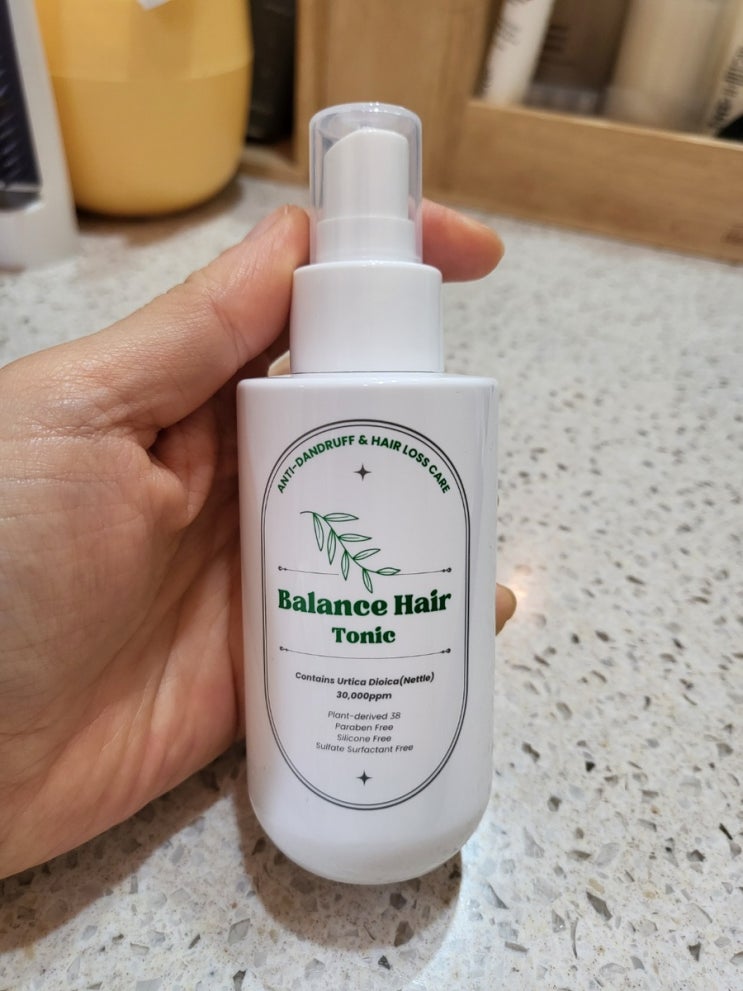 ANTI-DANDRUFF & HAIR LOSS CARE
Balance Hair
Tonic
Contains Urtica Dioica(Nettle)
30,000ppm
Plant-derived 38
Paraben Free
Silicone Free
Sulfate Surfactant Free